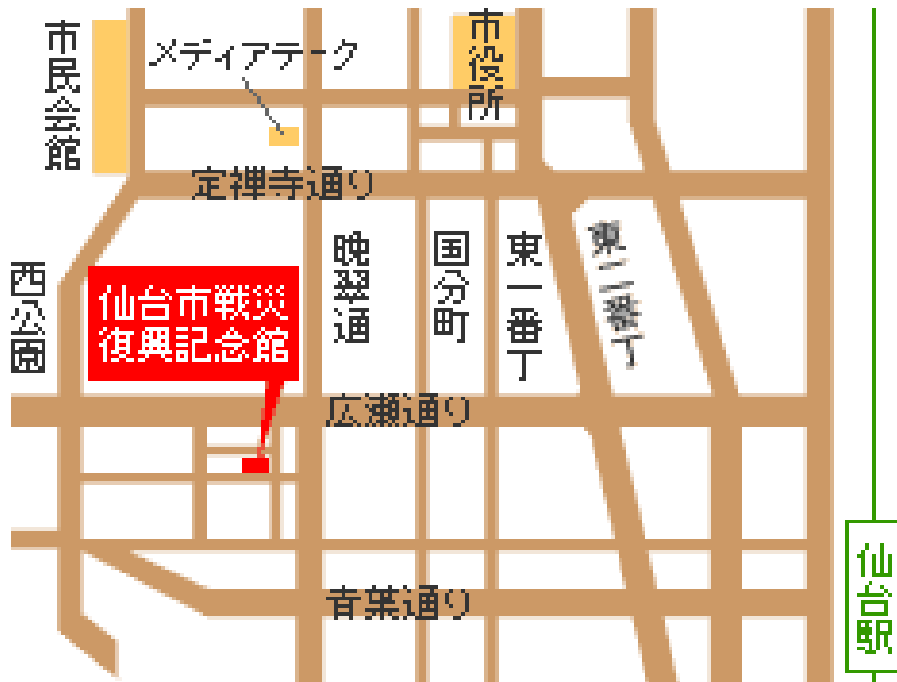 市民会館
メディアテーク
市役所
定禅寺通り
西公園
仙台市戦災
復興記念館
晩翠通
国分町
東一番丁
東二番丁
広瀬通り
青葉通り
仙台駅